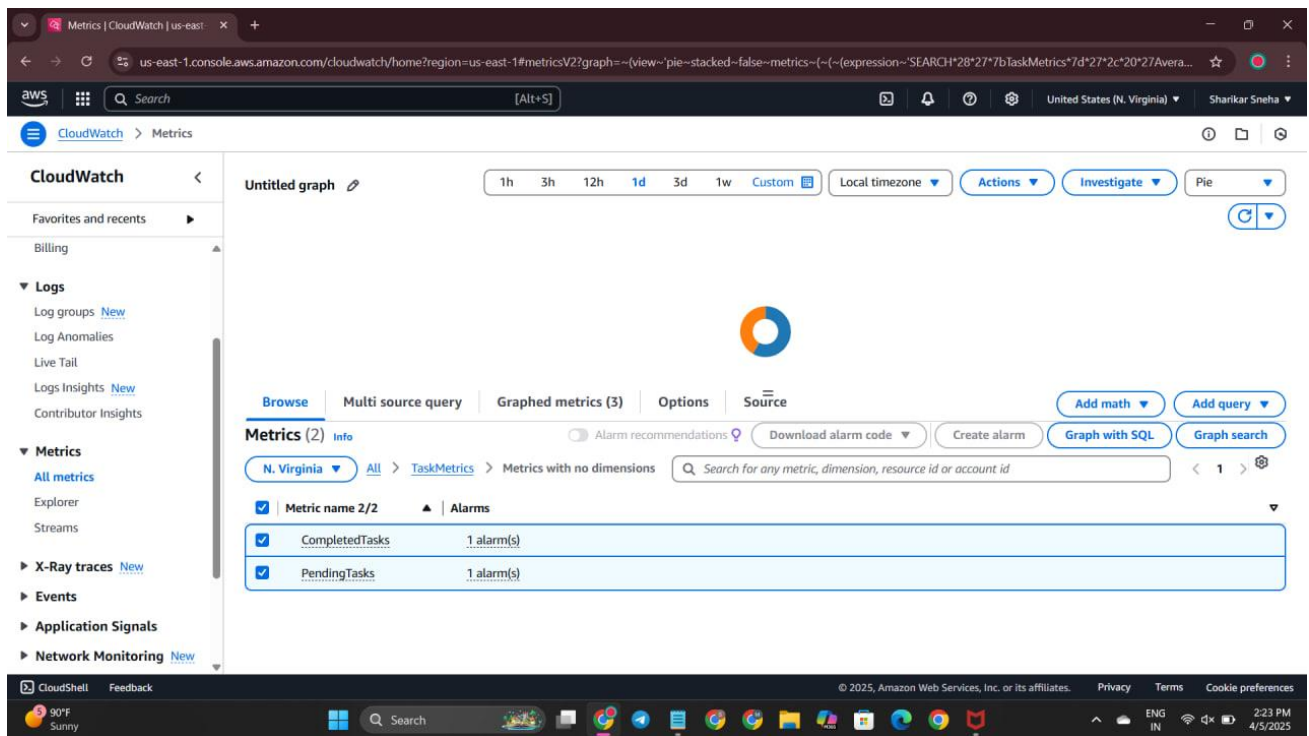 Metrics | CloudWatch | us-east-
us-east-1.console.aws.amazon.com/cloudwatch/home?region=us-east-1#metricsV2?graph=~(view~'pie~stacked~false~metrics~(~(~(expression~'SEARCH*28*27*7bTaskMetrics*7d*27*2c*20*27Avera...
aws Search [Alt+S] United States (N. Virginia) Sharikar Sneha
CloudWatch > Metrics
CloudWatch
Favorites and recents
Billing
Logs
Log groups New
Log Anomalies
Live Tail
Logs Insights New
Contributor Insights
Metrics
All metrics
Explorer
Streams
X-Ray traces New
Events
Application Signals
Network Monitoring New
Untitled graph 1h 3h 12h 1d 3d 1w Custom Local timezone Actions Investigate Pie
Browse Multi source query Graphed metrics (3) Options Source Add math Add query
Metrics (2) Info Alarm recommendations Download alarm code Create alarm Graph with SQL Graph search
N. Virginia All > TaskMetrics > Metrics with no dimensions Search for any metric, dimension, resource id or account id 1
Metric name 2/2 Alarms
CompletedTasks 1 alarm(s)
PendingTasks 1 alarm(s)
CloudShell Feedback © 2025, Amazon Web Services, Inc. or its affiliates. Privacy Terms Cookie preferences
5 90°F
Sunny
Search
ENG
IN
2:23 PM
4/5/2025